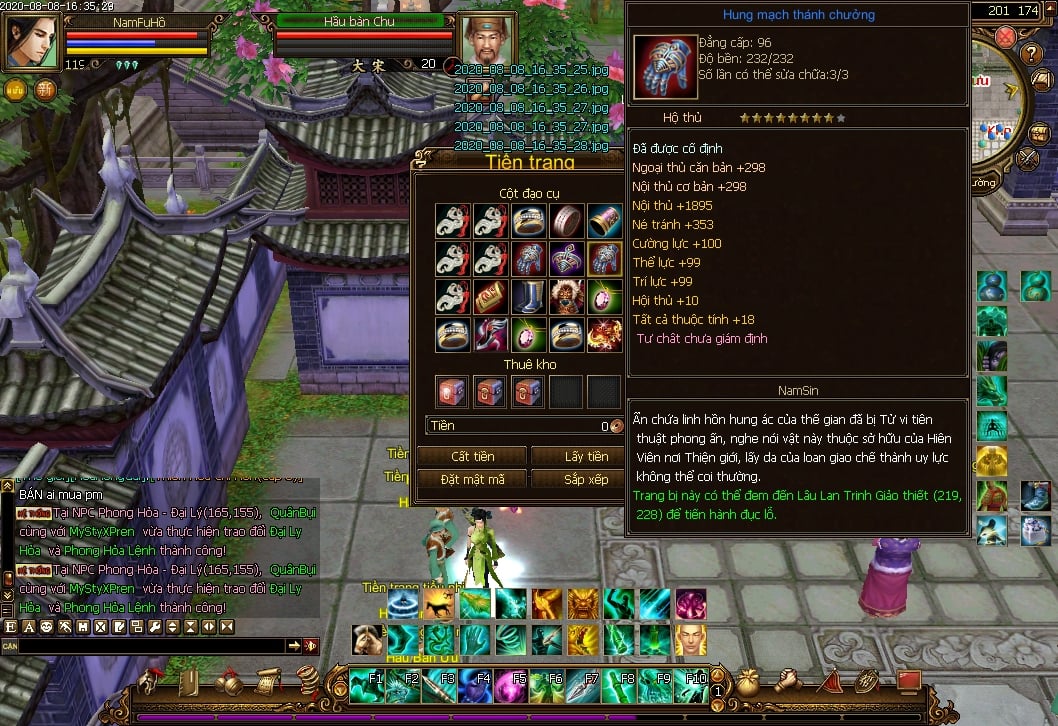 2020-08-08-16:35:29
NamFuHồ
119
Hầu bàn Chu
大宋
20
2020_08_08_16_35_25.jpg
2020_08_08_16_35_26.jpg
2020_08_08_16_35_27.jpg
2020_08_08_16_35_27.jpg
2020_08_08_16_35_28.jpg
201 174
Tiền trang
Cột đạo cụ
Thuê kho
Tiền
0
Cất tiền
Lấy tiền
Đặt mật mã
Sắp xếp
Hung mạch thánh chưởng
Đẳng cấp: 96
Độ bền: 232/232
Số lần có thể sửa chữa:3/3
Hộ thủ
Đã được cố định
Ngoại thủ căn bản +298
Nội thủ cơ bản +298
Nội thủ +1895
Né tránh +353
Cường lực +100
Thể lực +99
Trí lực +99
Hội thủ +10
Tất cả thuộc tính +18
Tư chất chưa giám định
NamSin
Ẩn chứa linh hồn hung ác của thế gian đã bị Tử vi tiên
thuật phong ấn, nghe nói vật này thuộc sở hữu của Hiên
Viên nơi Thiện giới, lấy da của loan giao chế thành uy lực
không thể coi thường.
Trang bị này có thể đem đến Lâu Lan Trinh Giảo thiết (219,
228) để tiến hành đục lỗ.
BÁN ai mua pm
HỆ THỐNG Tại NPC Phong Hỏa - Đại Lý(165,155), QuânBụi
cùng với MyStyXPren vừa thực hiện trao đổi Đại Ly
Hỏa và Phong Hỏa Lệnh thành công!
HỆ THỐNG Tại NPC Phong Hỏa - Đại Lý(165,155), QuânBụi
cùng với MyStyXPren vừa thực hiện trao đổi Đại Ly
Hỏa và Phong Hỏa Lệnh thành công!
F1 F2 F3 F4 F5 F6 F7 F8 F9 F10
1